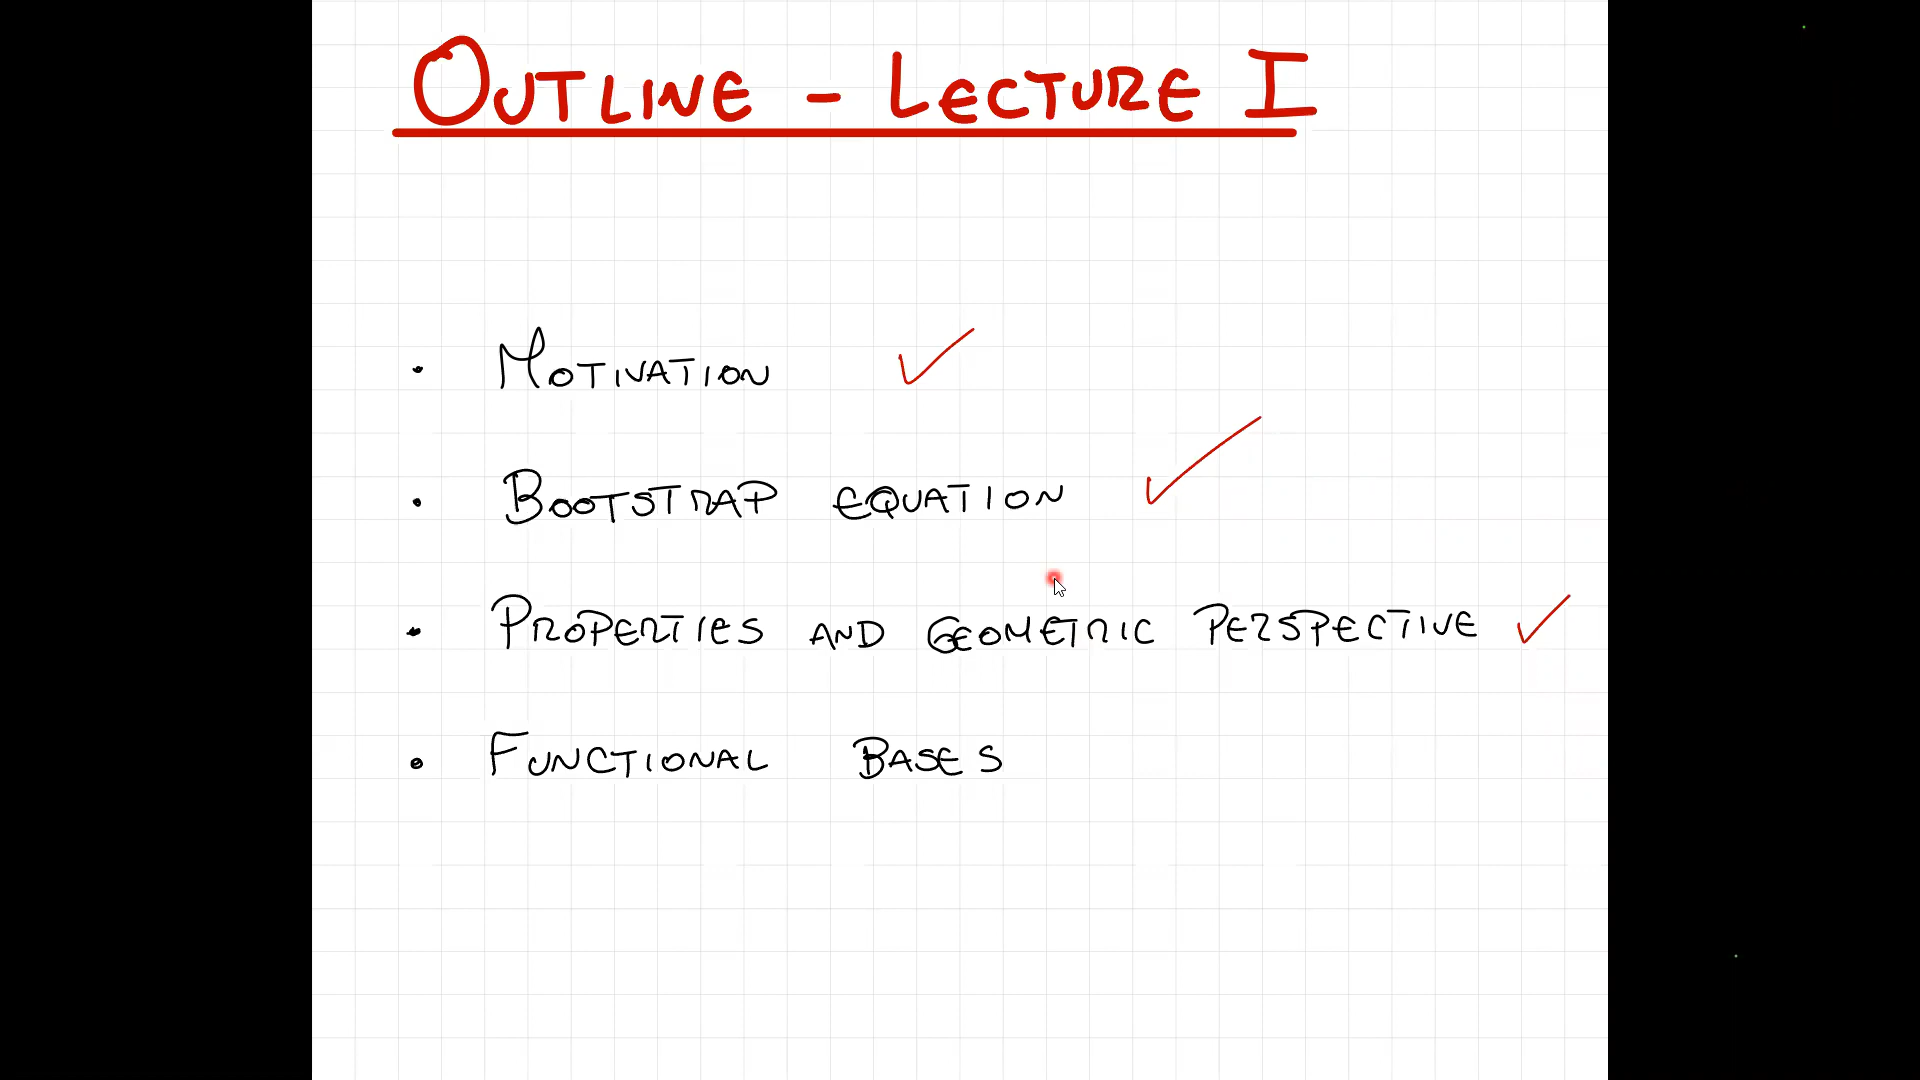 OUTLINE - LECTURE I
• MOTIVATION ✓
• BOOTSTRAP EQUATION ✓
• PROPERTIES AND GEOMETRIC PERSPECTIVE ✓
• FUNCTIONAL BASES